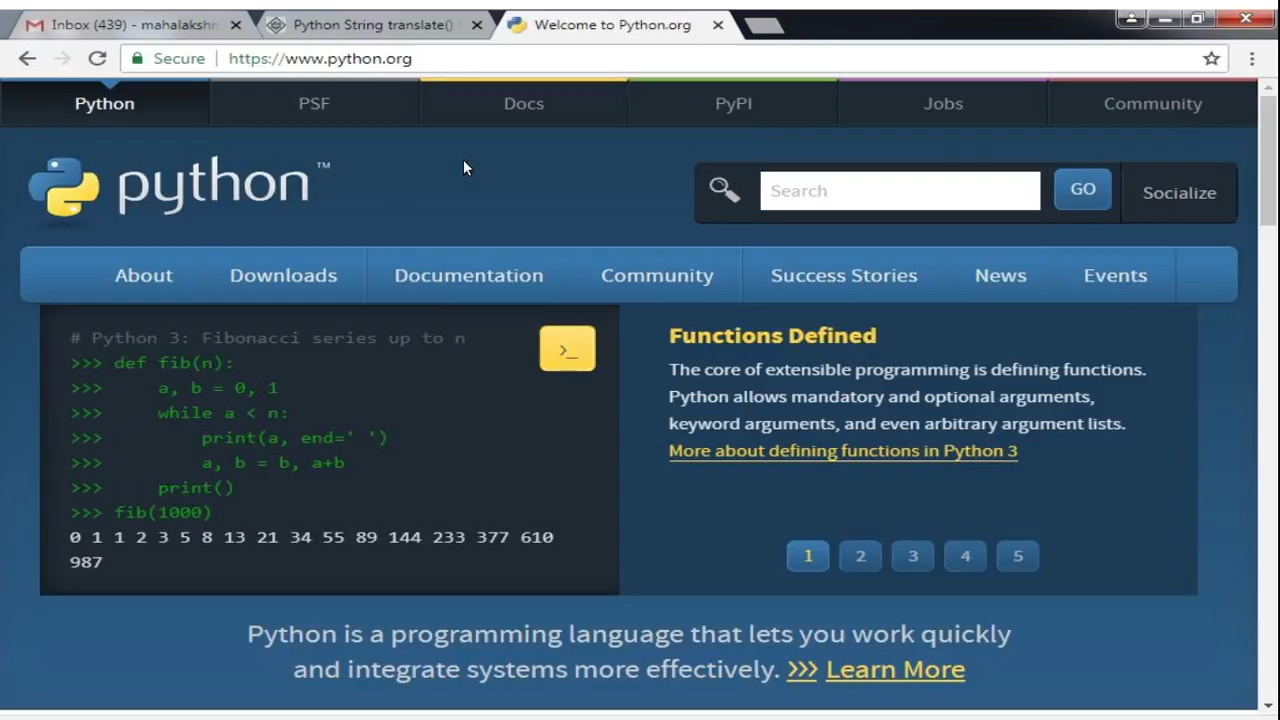 Inbox (439) - mahalakshm
Python String translate()
Welcome to Python.org
Secure
https://www.python.org
Python
PSF
Docs
PyPI
Jobs
Community
python™
Search
GO
Socialize
About
Downloads
Documentation
Community
Success Stories
News
Events
# Python 3: Fibonacci series up to n
>>> def fib(n):
>>>     a, b = 0, 1
>>>     while a < n:
>>>         print(a, end=' ')
>>>         a, b = b, a+b
>>>     print()
>>> fib(1000)
0 1 1 2 3 5 8 13 21 34 55 89 144 233 377 610
987
>_
Functions Defined
The core of extensible programming is defining functions.
Python allows mandatory and optional arguments,
keyword arguments, and even arbitrary argument lists.
More about defining functions in Python 3
1 2 3 4 5
Python is a programming language that lets you work quickly
and integrate systems more effectively. >>> Learn More